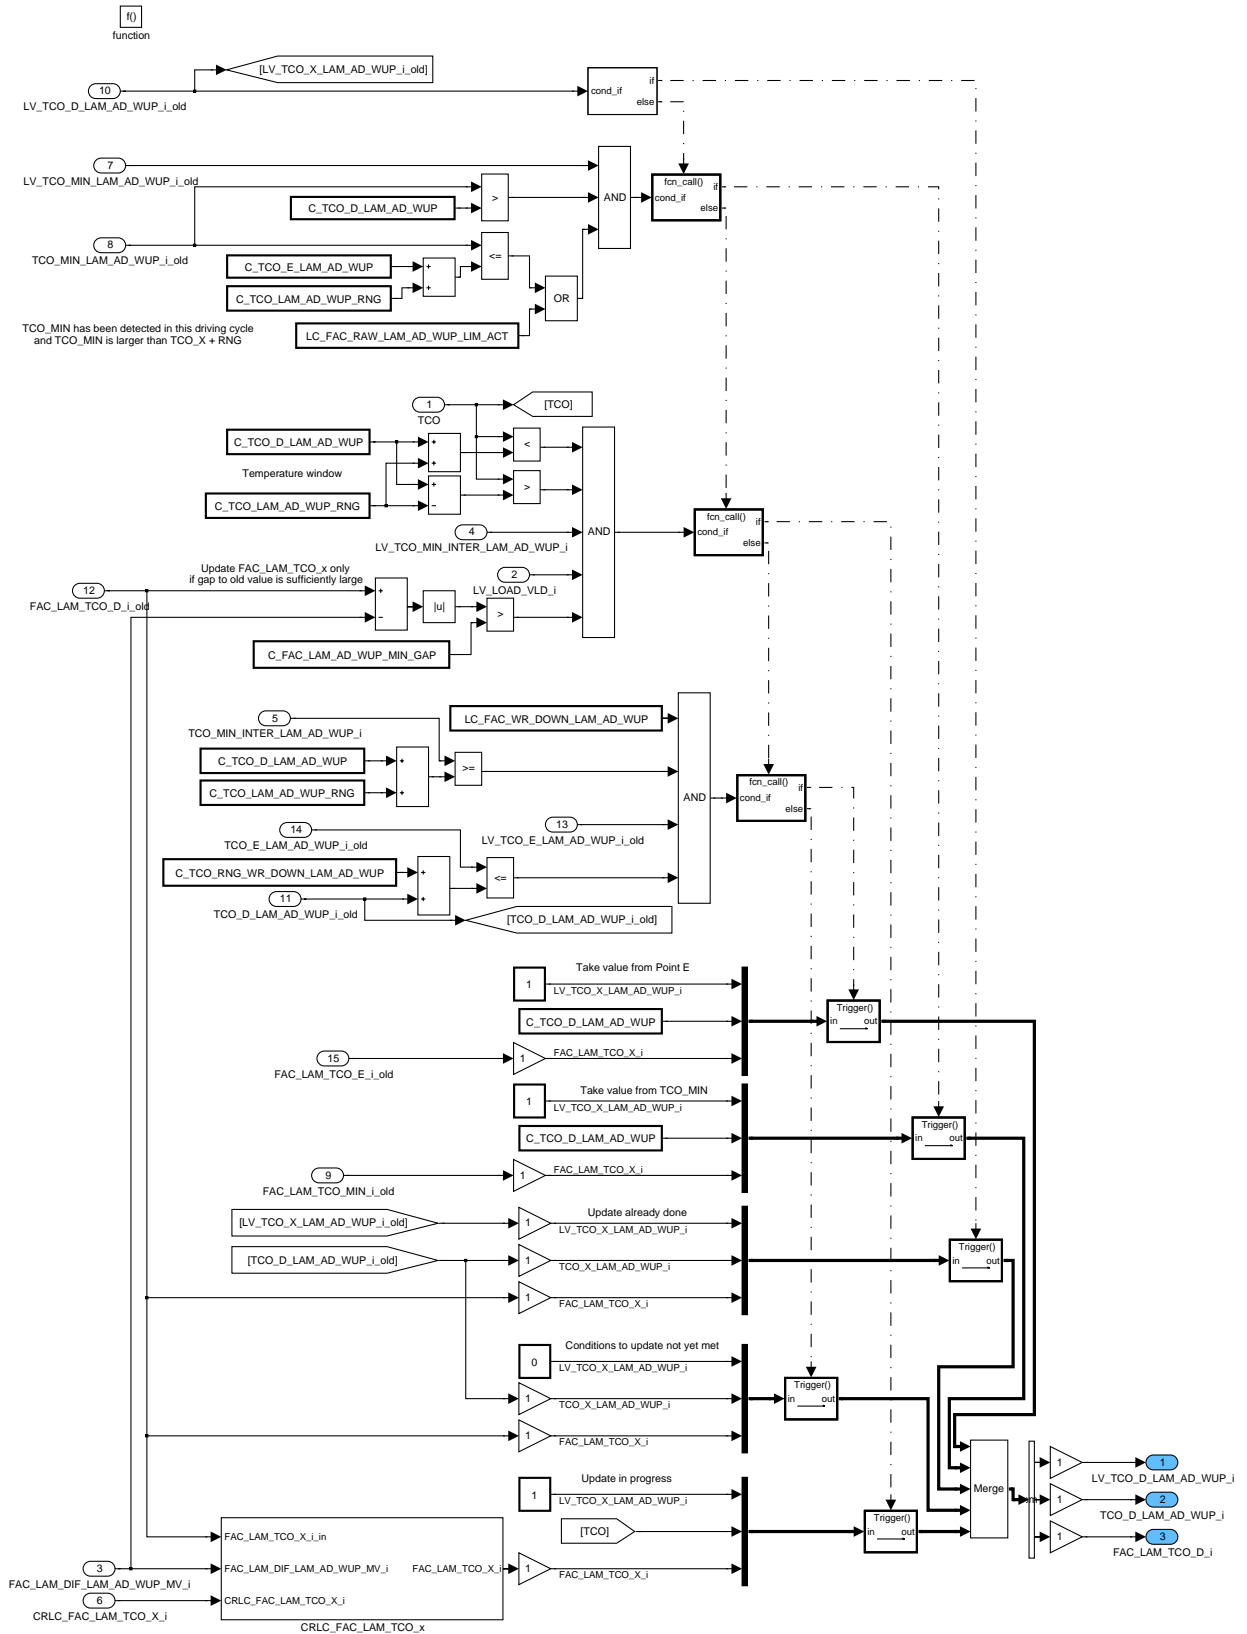 f()
function
[LV_TCO_X_LAM_AD_WUP_i_old]
10
LV_TCO_D_LAM_AD_WUP_i_old
cond_if
if
else
7
LV_TCO_MIN_LAM_AD_WUP_i_old
C_TCO_D_LAM_AD_WUP
>
AND
fcn_call()
cond_if
if
else
8
TCO_MIN_LAM_AD_WUP_i_old
C_TCO_E_LAM_AD_WUP
+
+
<=
C_TCO_LAM_AD_WUP_RNG
OR
LC_FAC_RAW_LAM_AD_WUP_LIM_ACT
TCO_MIN has been detected in this driving cycle
and TCO_MIN is larger than TCO_X + RNG
1
TCO
[TCO]
C_TCO_D_LAM_AD_WUP
+
+
<
Temperature window
C_TCO_LAM_AD_WUP_RNG
+
−
>
4
LV_TCO_MIN_INTER_LAM_AD_WUP_i
AND
fcn_call()
cond_if
if
else
Update FAC_LAM_TCO_x only
if gap to old value is sufficiently large
2
LV_LOAD_VLD_i
12
FAC_LAM_TCO_D_i_old
+
−
|u|
>
C_FAC_LAM_AD_WUP_MIN_GAP
LC_FAC_WR_DOWN_LAM_AD_WUP
5
TCO_MIN_INTER_LAM_AD_WUP_i
C_TCO_D_LAM_AD_WUP
+
+
>=
C_TCO_LAM_AD_WUP_RNG
AND
fcn_call()
cond_if
if
else
13
LV_TCO_E_LAM_AD_WUP_i_old
14
TCO_E_LAM_AD_WUP_i_old
C_TCO_RNG_WR_DOWN_LAM_AD_WUP
+
+
<=
11
TCO_D_LAM_AD_WUP_i_old
[TCO_D_LAM_AD_WUP_i_old]
Take value from Point E
1
LV_TCO_X_LAM_AD_WUP_i
C_TCO_D_LAM_AD_WUP
Trigger()
in
out
15
FAC_LAM_TCO_E_i_old
1
FAC_LAM_TCO_X_i
Take value from TCO_MIN
1
LV_TCO_X_LAM_AD_WUP_i
C_TCO_D_LAM_AD_WUP
Trigger()
in
out
9
FAC_LAM_TCO_MIN_i_old
1
FAC_LAM_TCO_X_i
Update already done
[LV_TCO_X_LAM_AD_WUP_i_old]
1
LV_TCO_X_LAM_AD_WUP_i
[TCO_D_LAM_AD_WUP_i_old]
1
TCO_X_LAM_AD_WUP_i
Trigger()
in
out
1
FAC_LAM_TCO_X_i
Conditions to update not yet met
0
LV_TCO_X_LAM_AD_WUP_i
1
TCO_X_LAM_AD_WUP_i
Trigger()
in
out
1
FAC_LAM_TCO_X_i
Update in progress
1
LV_TCO_X_LAM_AD_WUP_i
[TCO]
Trigger()
in
out
Merge
1
1
LV_TCO_D_LAM_AD_WUP_i
1
2
TCO_D_LAM_AD_WUP_i
1
3
FAC_LAM_TCO_D_i
FAC_LAM_TCO_X_i_in
3
FAC_LAM_DIF_LAM_AD_WUP_MV_i
FAC_LAM_DIF_LAM_AD_WUP_MV_i
FAC_LAM_TCO_X_i
1
FAC_LAM_TCO_X_i
6
CRLC_FAC_LAM_TCO_X_i
CRLC_FAC_LAM_TCO_X_i
CRLC_FAC_LAM_TCO_x